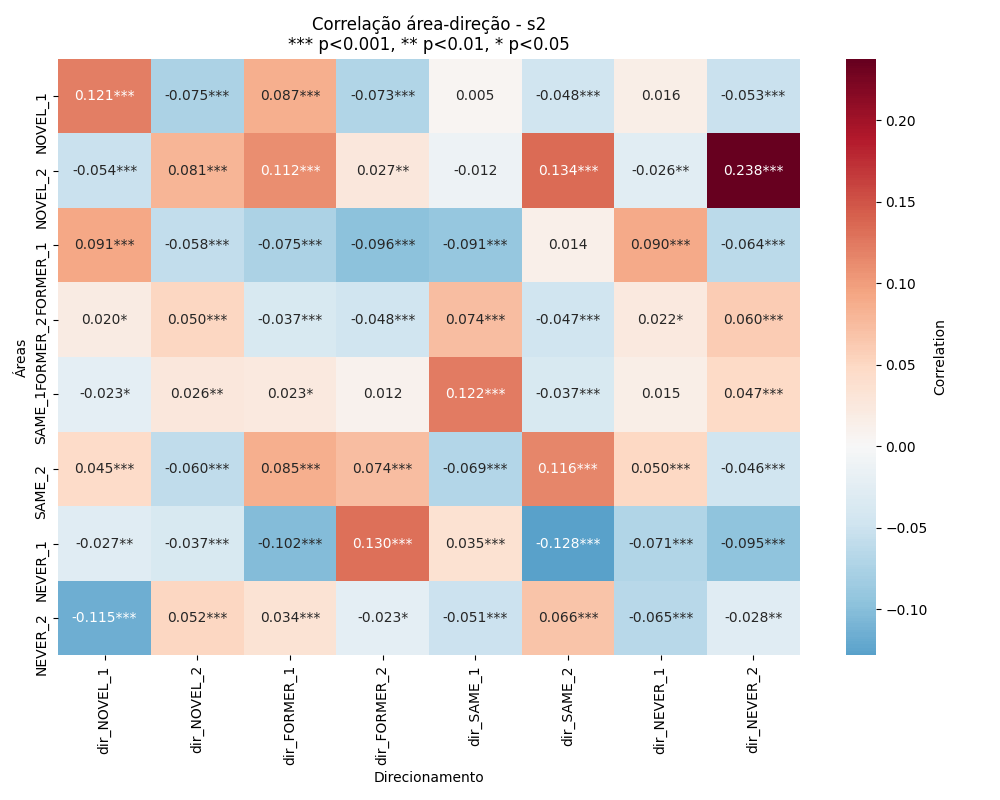 Correlação área-direção - s2
*** p<0.001, ** p<0.01, * p<0.05
NOVEL_1 0.121*** -0.075*** 0.087*** -0.073*** 0.005 -0.048*** 0.016 -0.053***
NOVEL_2 -0.054*** 0.081*** 0.112*** 0.027** -0.012 0.134*** -0.026** 0.238***
FORMER_1 0.091*** -0.058*** -0.075*** -0.096*** -0.091*** 0.014 0.090*** -0.064***
FORMER_2 0.020* 0.050*** -0.037*** -0.048*** 0.074*** -0.047*** 0.022* 0.060***
SAME_1 -0.023* 0.026** 0.023* 0.012 0.122*** -0.037*** 0.015 0.047***
SAME_2 0.045*** -0.060*** 0.085*** 0.074*** -0.069*** 0.116*** 0.050*** -0.046***
NEVER_1 -0.027** -0.037*** -0.102*** 0.130*** 0.035*** -0.128*** -0.071*** -0.095***
NEVER_2 -0.115*** 0.052*** 0.034*** -0.023* -0.051*** 0.066*** -0.065*** -0.028**
Áreas
dir_NOVEL_1 dir_NOVEL_2 dir_FORMER_1 dir_FORMER_2 dir_SAME_1 dir_SAME_2 dir_NEVER_1 dir_NEVER_2
Direcionamento
0.20
0.15
0.10
0.05
0.00
−0.05
−0.10
Correlation